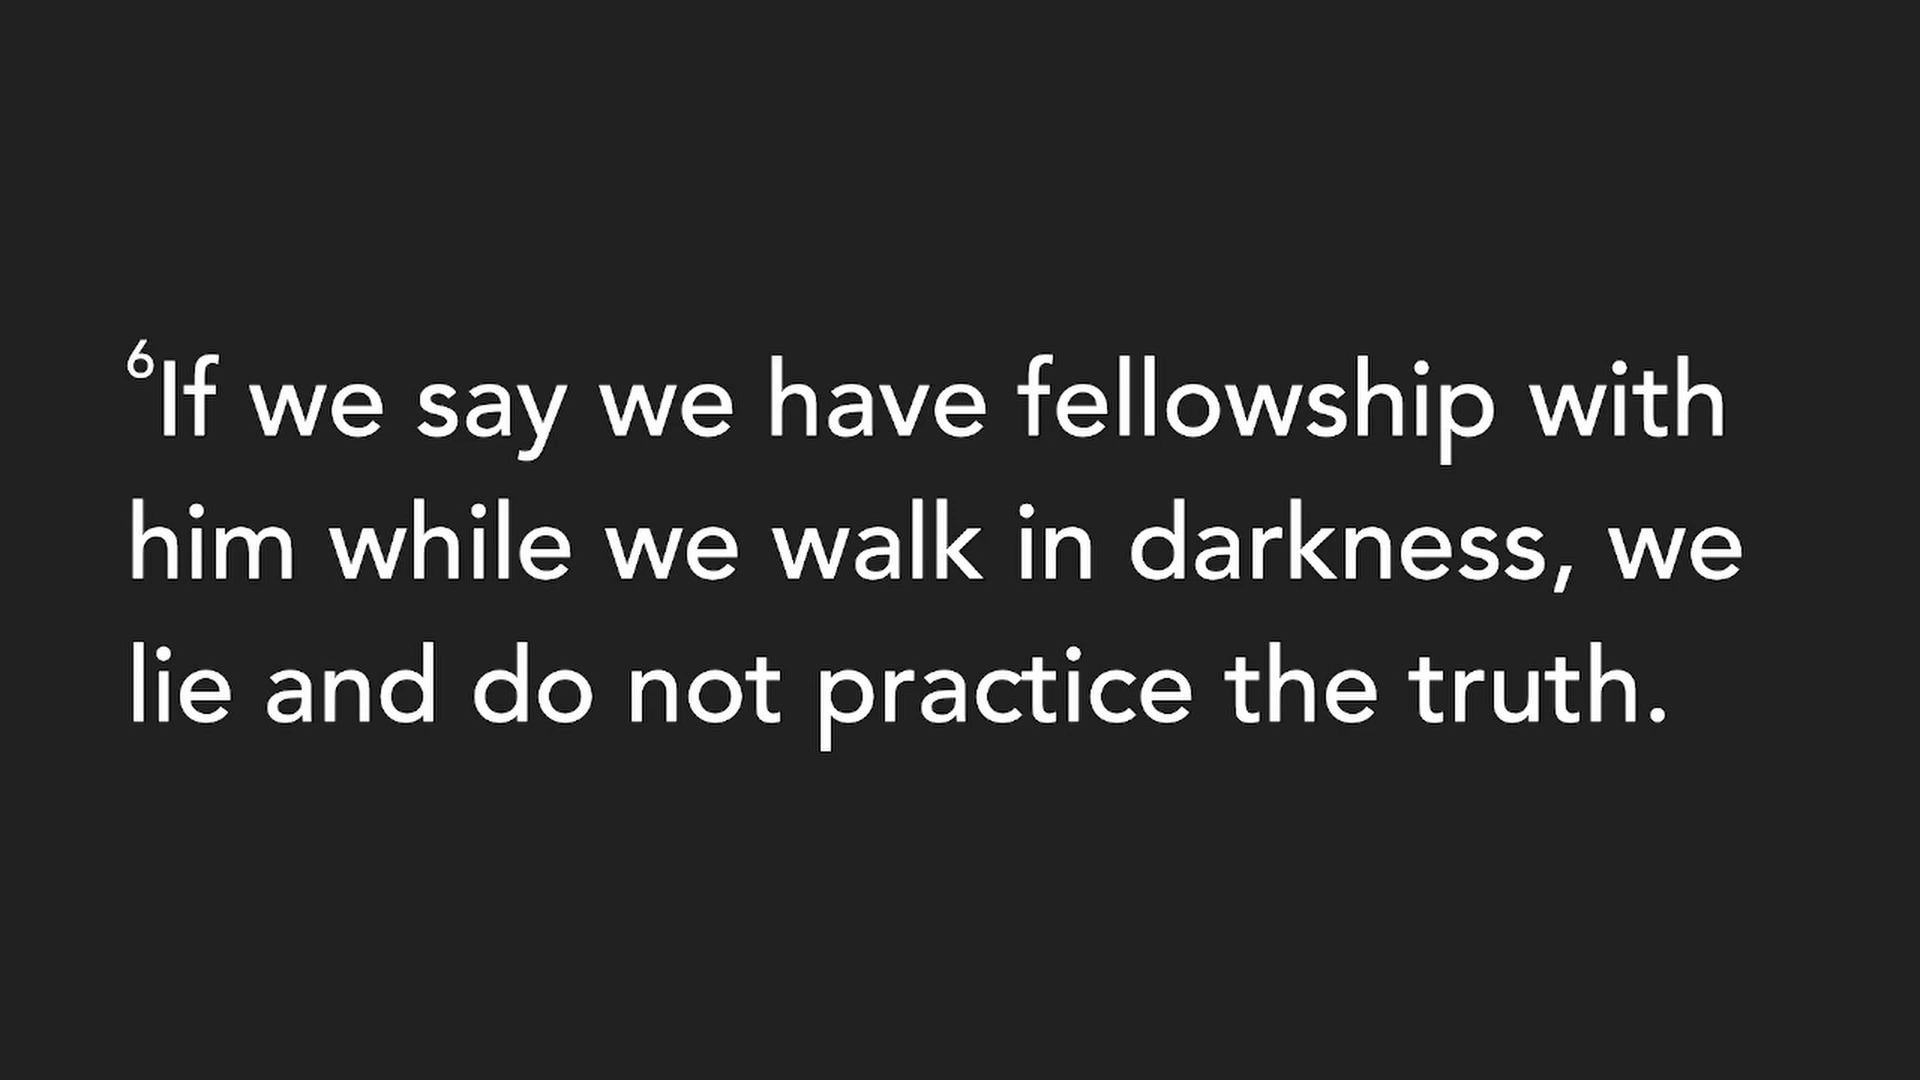 ⁶If we say we have fellowship with
him while we walk in darkness, we
lie and do not practice the truth.